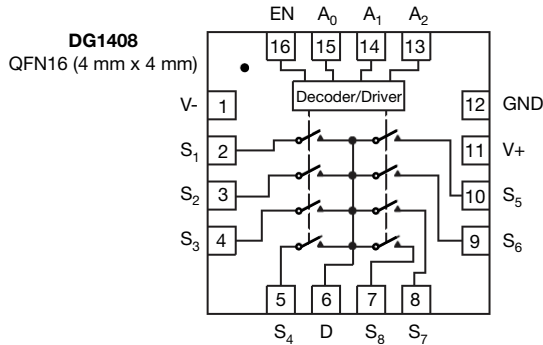 EN A₀ A₁ A₂
DG1408
QFN16 (4 mm x 4 mm)
16 15 14 13
Decoder/Driver
V- 1
12 GND
S₁ 2
11 V+
S₂ 3
10 S₅
S₃ 4
9 S₆
5 6 7 8
S₄ D S₈ S₇